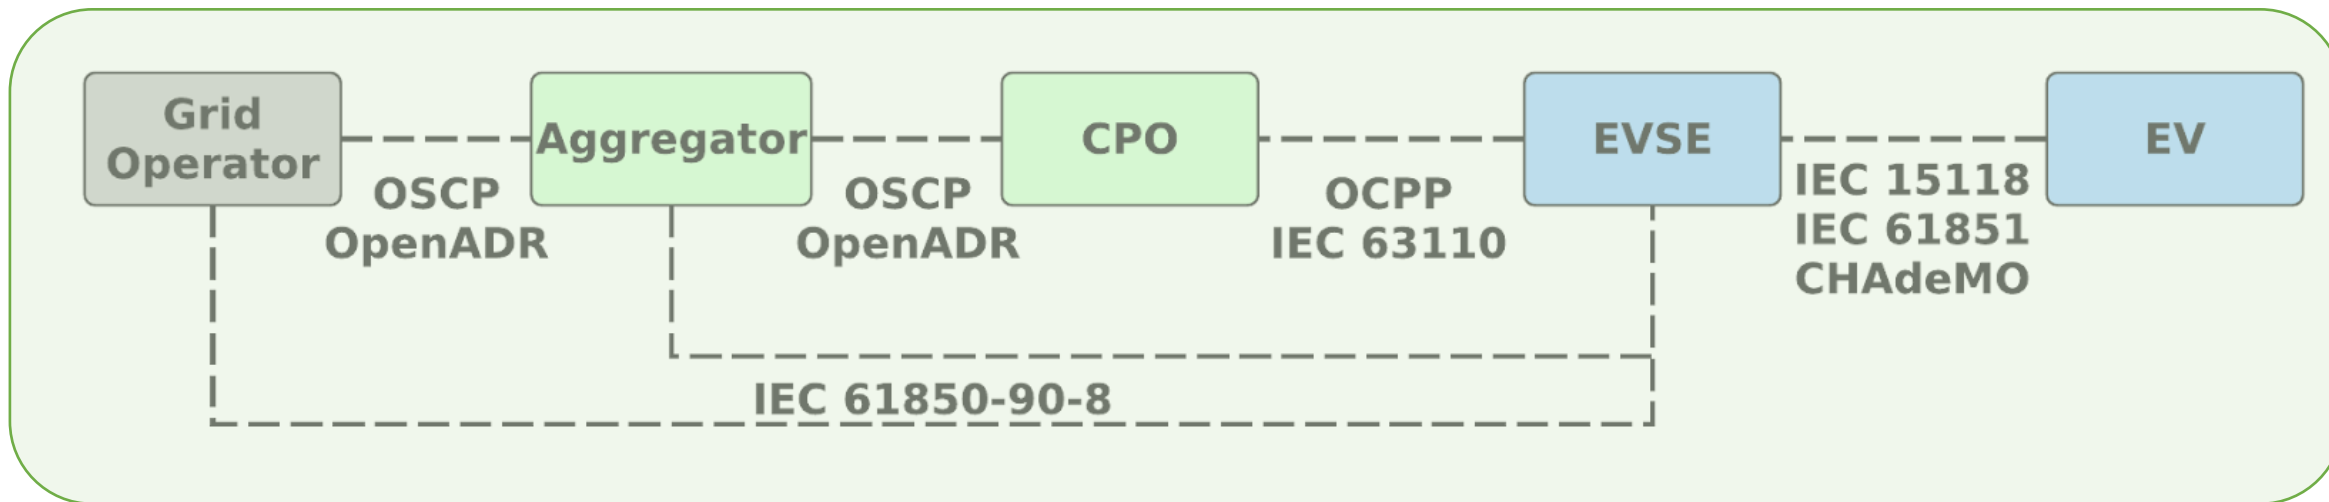 Grid
Operator
Aggregator
CPO
EVSE
EV
OSCP
OpenADR
OSCP
OpenADR
OCPP
IEC 63110
IEC 15118
IEC 61851
CHAdeMO
IEC 61850-90-8